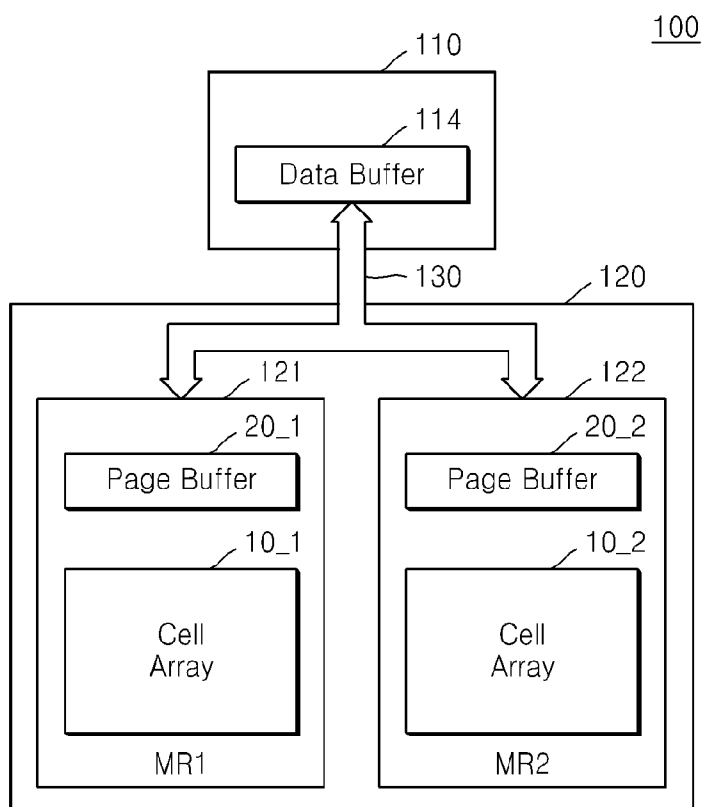 100
110
114
Data Buffer
130
120
121
122
20_1
20_2
Page Buffer
Page Buffer
10_1
10_2
Cell
Array
Cell
Array
MR1
MR2